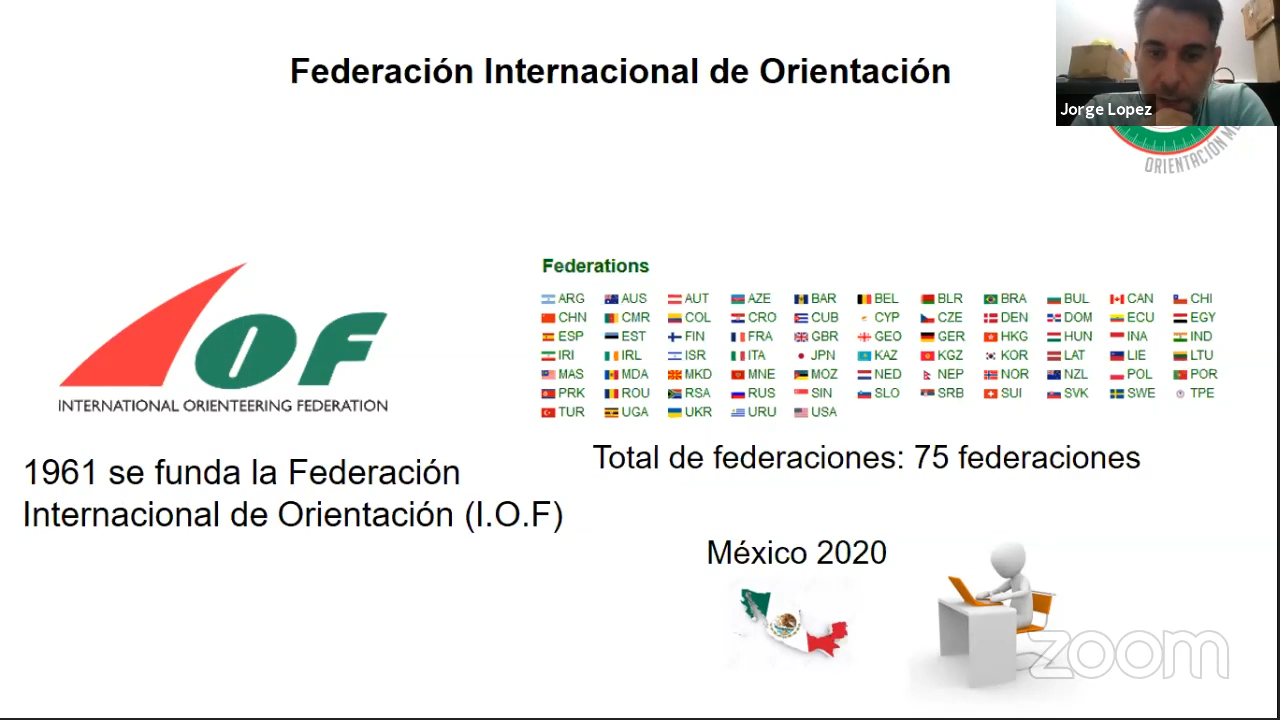 Federación Internacional de Orientación
Jorge Lopez
ORIENTACIÓN
IOF
INTERNATIONAL ORIENTEERING FEDERATION
1961 se funda la Federación
Internacional de Orientación (I.O.F)
Federations
ARG AUS AUT AZE BAR BEL BLR BRA BUL CAN CHI
CHN CMR COL CRO CUB CYP CZE DEN DOM ECU EGY
ESP EST FIN FRA GBR GEO GER HKG HUN INA IND
IRI IRL ISR ITA JPN KAZ KGZ KOR LAT LIE LTU
MAS MDA MKD MNE MOZ NED NEP NOR NZL POL POR
PRK ROU RSA RUS SIN SLO SRB SUI SVK SWE TPE
TUR UGA UKR URU USA
Total de federaciones: 75 federaciones
México 2020
zoom